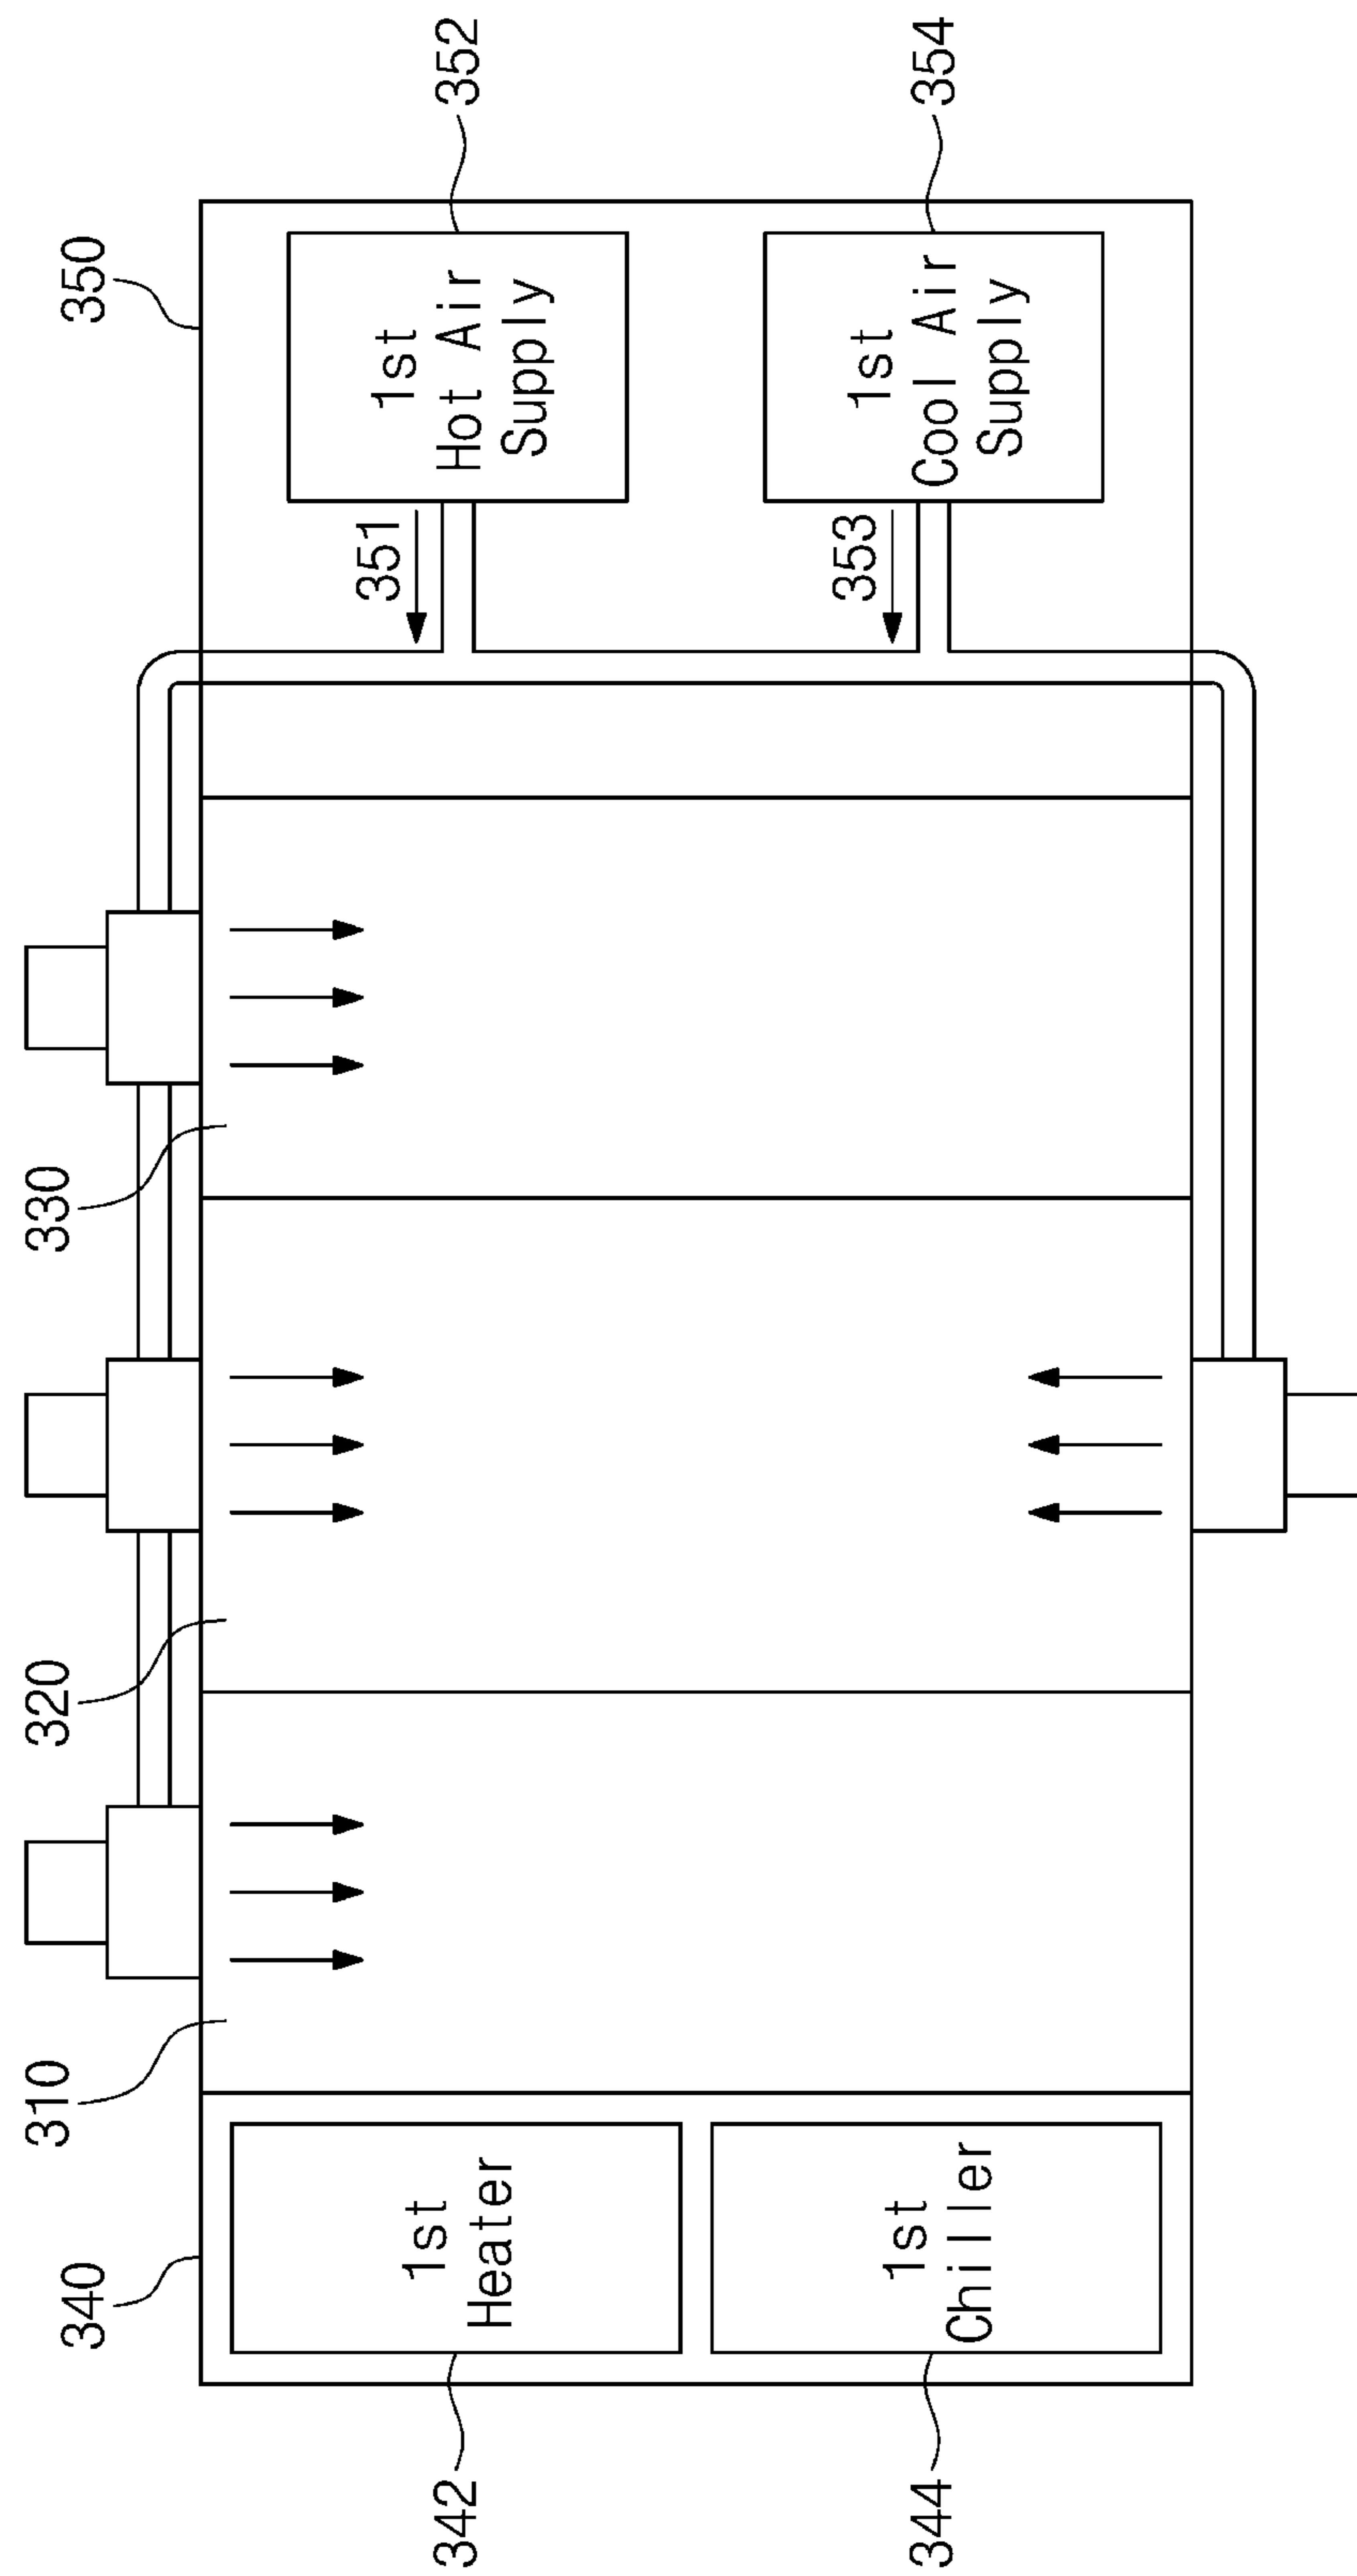 310
320
330
340
350
342
1st
Heater
351
1st
Hot Air
Supply
352
344
1st
Chiller
353
1st
Cool Air
Supply
354